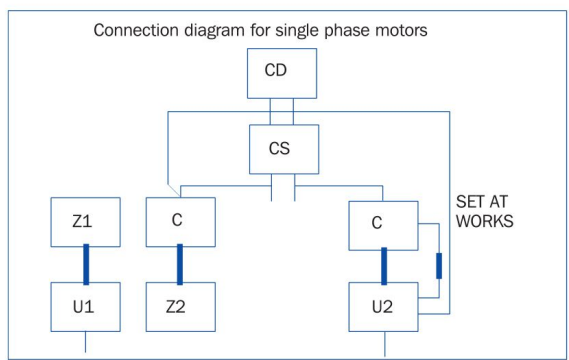 Connection diagram for single phase motors
CD
CS
Z1
C
C
SET AT
WORKS
U1
Z2
U2